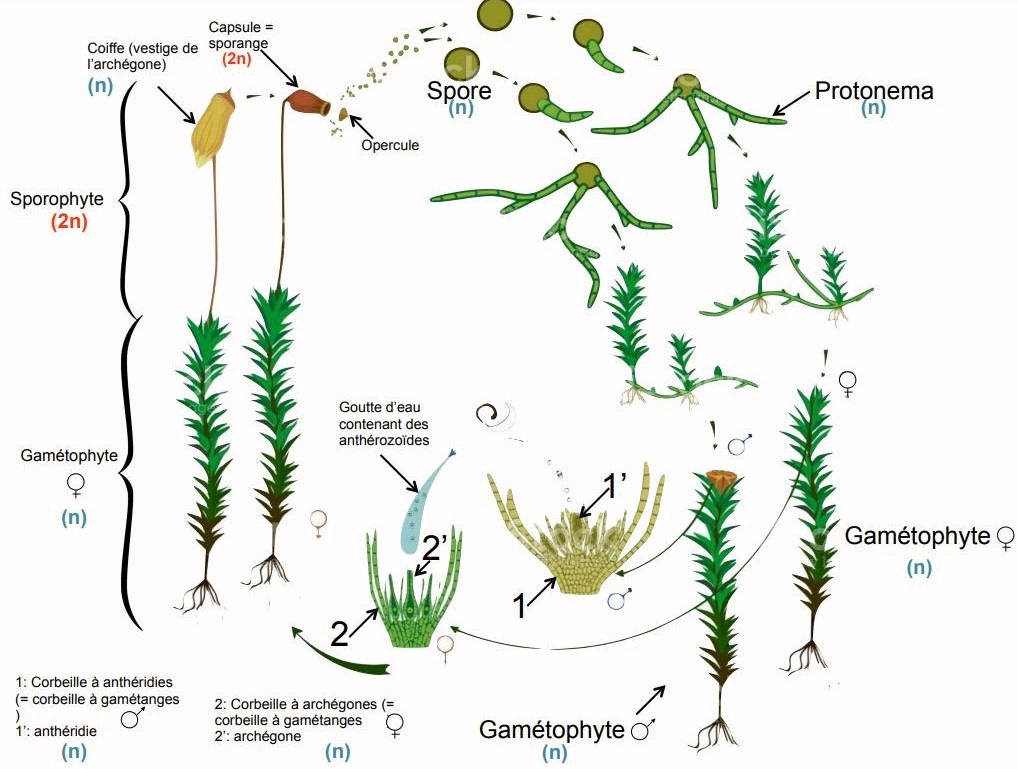 Capsule =
sporange
(2n)
Coiffe (vestige de
l'archégone)
(n)
Spore
(n)
Protonema
(n)
Opercule
Sporophyte
(2n)
Goutte d'eau
contenant des
anthérozoïdes
♀
♂
Gamétophyte
♀
(n)
1'
2'
1
2
♀
♂
♀
Gamétophyte ♀
(n)
1: Corbeille à anthéridies
(= corbeille à gamétanges
) ♂
1': anthéridie
(n)
2: Corbeille à archégones (=
corbeille à gamétanges ♀
2': archégone
(n)
Gamétophyte ♂
(n)